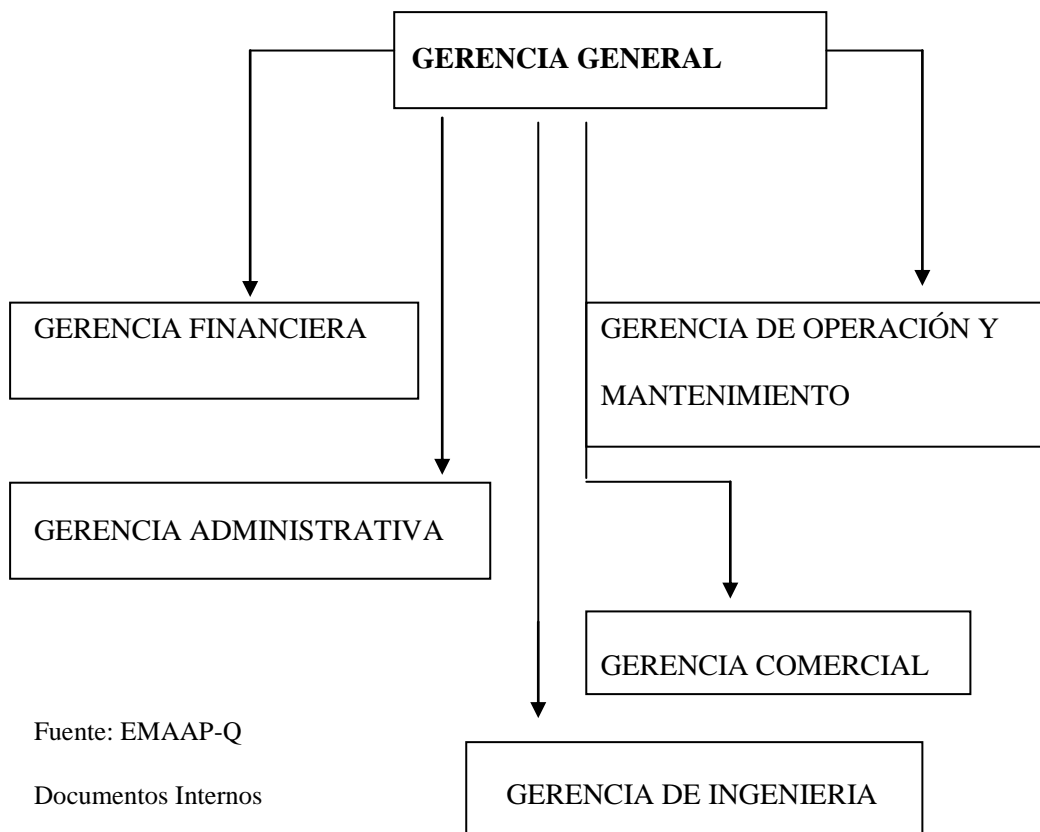 GERENCIA GENERAL
GERENCIA FINANCIERA
GERENCIA DE OPERACIÓN Y
MANTENIMIENTO
GERENCIA ADMINISTRATIVA
GERENCIA COMERCIAL
Fuente: EMAAP-Q
Documentos Internos
GERENCIA DE INGENIERIA